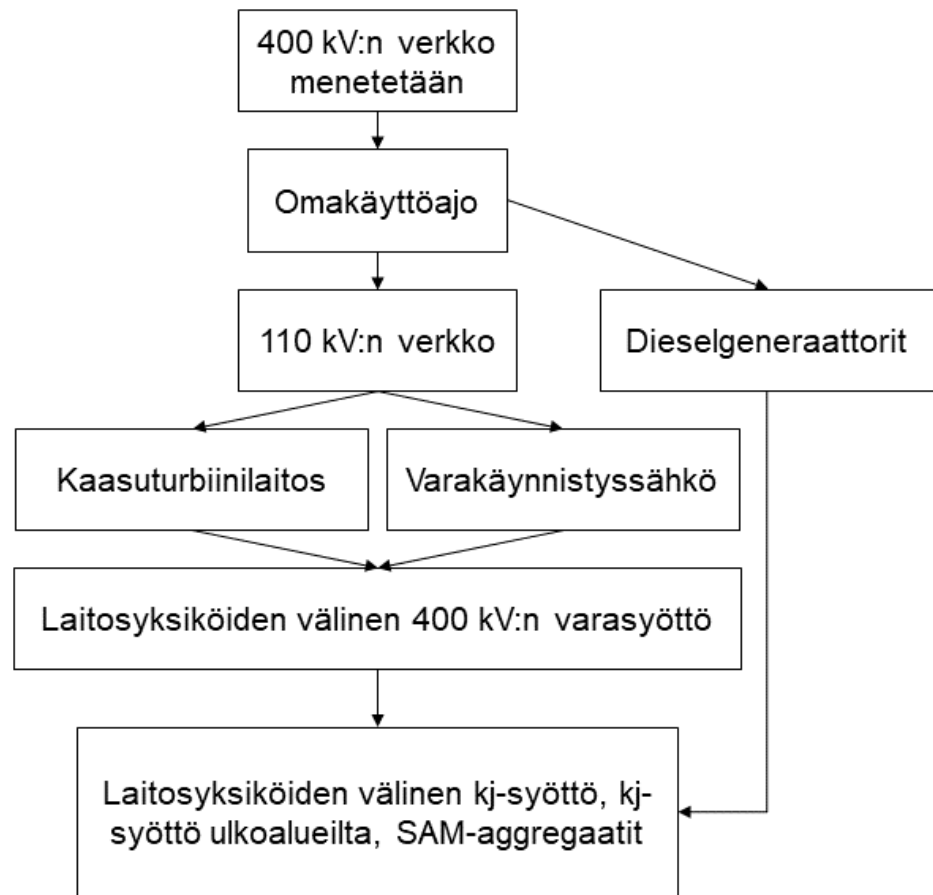 400 kV:n verkko
menetetään
Omakäyttöajo
110 kV:n verkko
Dieselgeneraattorit
Kaasuturbiinilaitos
Varakäynnistyssähkö
Laitosyksiköiden välinen 400 kV:n varasyöttö
Laitosyksiköiden välinen kj-syöttö, kj-
syöttö ulkoalueilta, SAM-aggregaatit